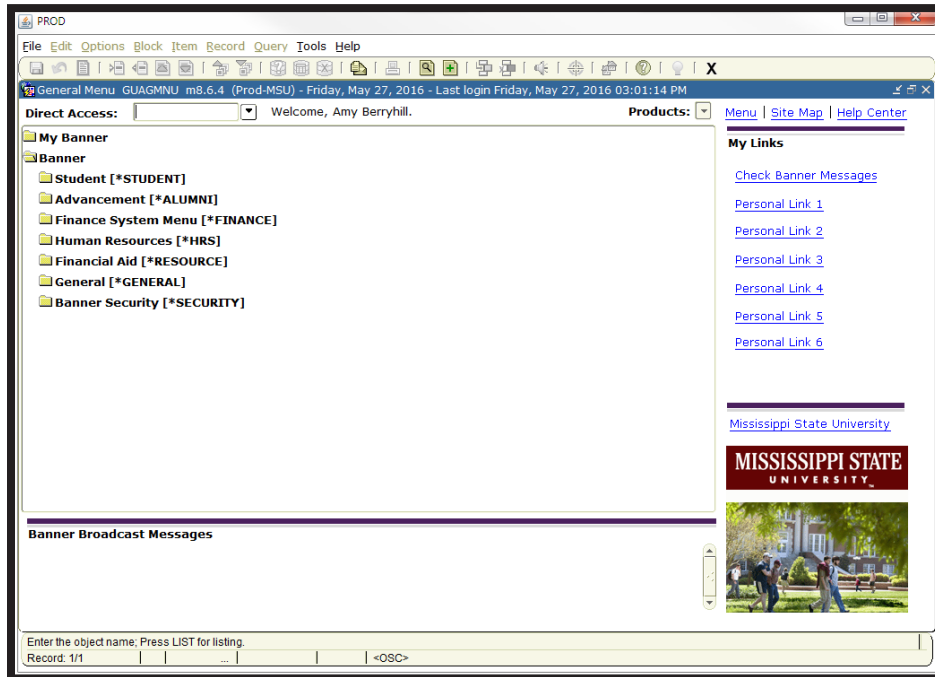 PROD
File Edit Options Block Item Record Query Tools Help
X
General Menu GUAGMNU m8.6.4 (Prod-MSU) - Friday, May 27, 2016 - Last login Friday, May 27, 2016 03:01:14 PM
Direct Access: Welcome, Amy Berryhill. Products: Menu | Site Map | Help Center
My Banner
Banner
Student [*STUDENT]
Advancement [*ALUMNI]
Finance System Menu [*FINANCE]
Human Resources [*HRS]
Financial Aid [*RESOURCE]
General [*GENERAL]
Banner Security [*SECURITY]
My Links
Check Banner Messages
Personal Link 1
Personal Link 2
Personal Link 3
Personal Link 4
Personal Link 5
Personal Link 6
Mississippi State University
MISSISSIPPI STATE
UNIVERSITY™
Banner Broadcast Messages
Enter the object name; Press LIST for listing.
Record: 1/1 ... <OSC>